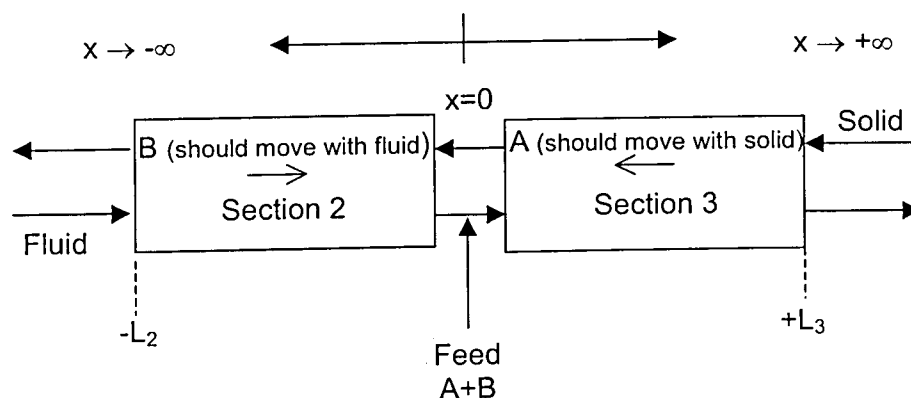 x → -∞
x → +∞
x=0
Solid
B (should move with fluid)
A (should move with solid)
Section 2
Section 3
Fluid
-L₂
+L₃
Feed
A+B